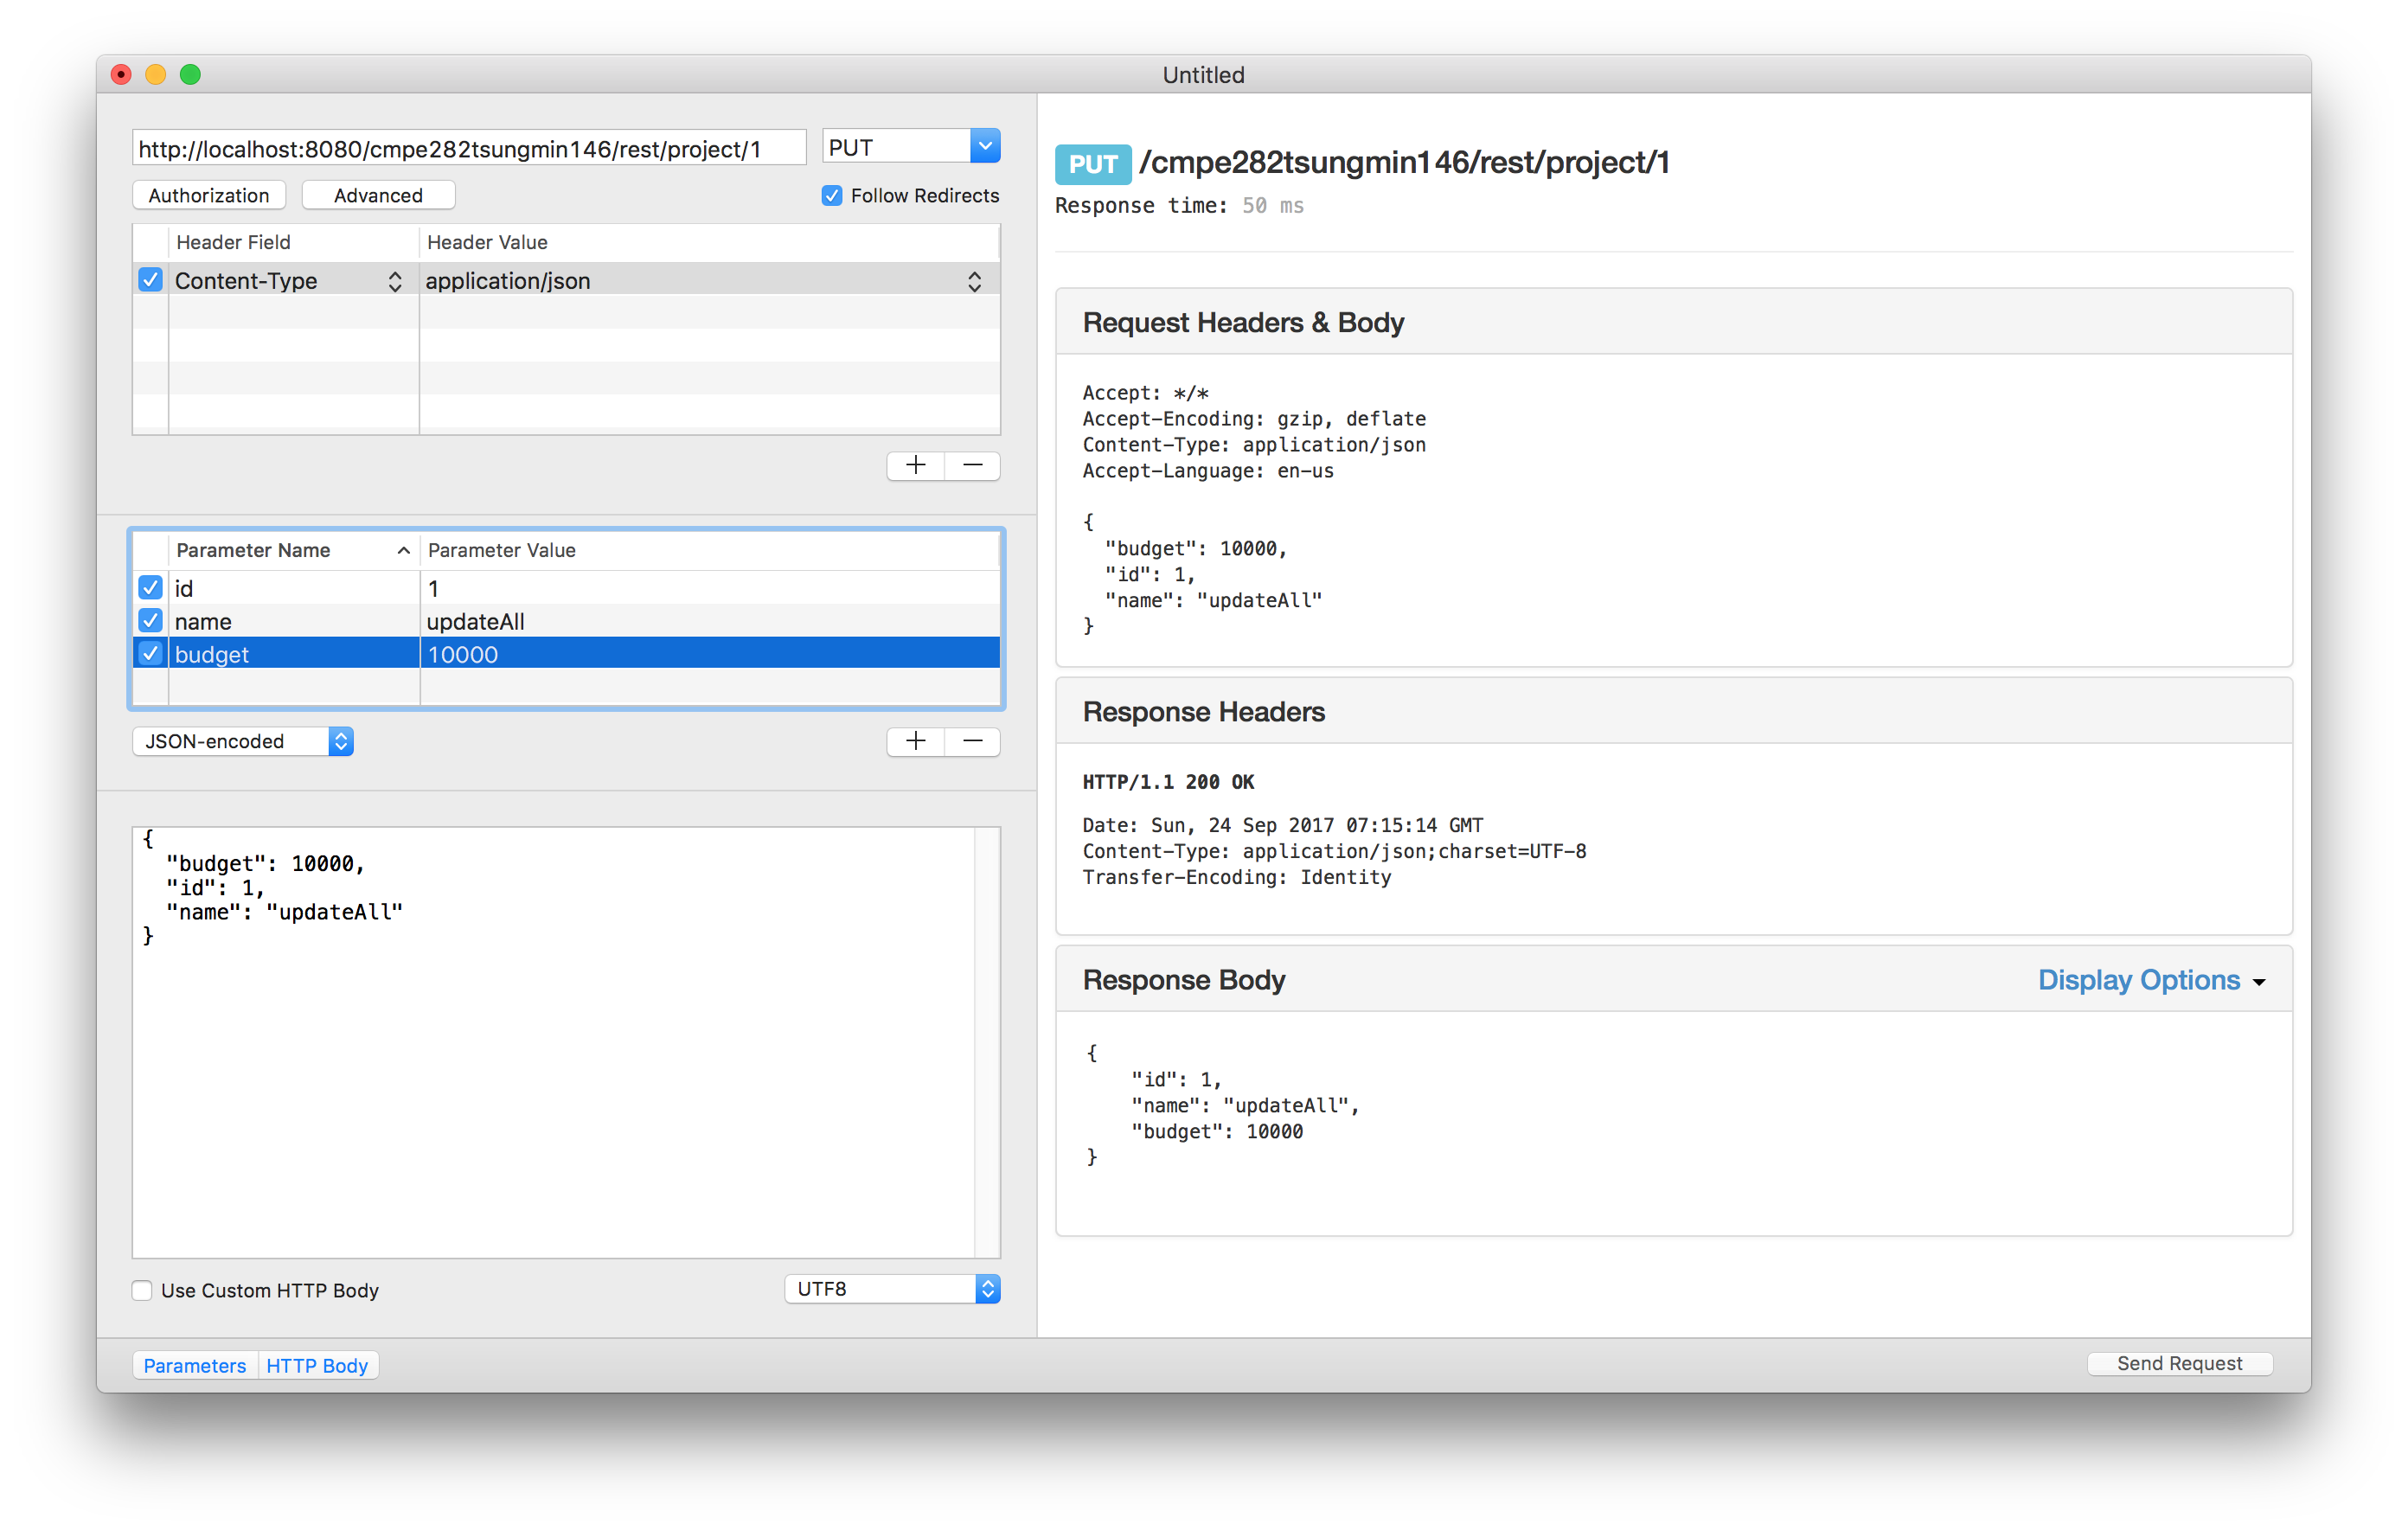 Untitled
http://localhost:8080/cmpe282tsungmin146/rest/project/1 PUT
Authorization Advanced Follow Redirects
Header Field Header Value
Content-Type application/json
Parameter Name Parameter Value
id 1
name updateAll
budget 10000
JSON-encoded
{
"budget": 10000,
"id": 1,
"name": "updateAll"
}
Use Custom HTTP Body UTF8
Parameters HTTP Body
PUT /cmpe282tsungmin146/rest/project/1
Response time: 50 ms
Request Headers & Body
Accept: */*
Accept-Encoding: gzip, deflate
Content-Type: application/json
Accept-Language: en-us
{
"budget": 10000,
"id": 1,
"name": "updateAll"
}
Response Headers
HTTP/1.1 200 OK
Date: Sun, 24 Sep 2017 07:15:14 GMT
Content-Type: application/json;charset=UTF-8
Transfer-Encoding: Identity
Response Body Display Options
{
"id": 1,
"name": "updateAll",
"budget": 10000
}
Send Request